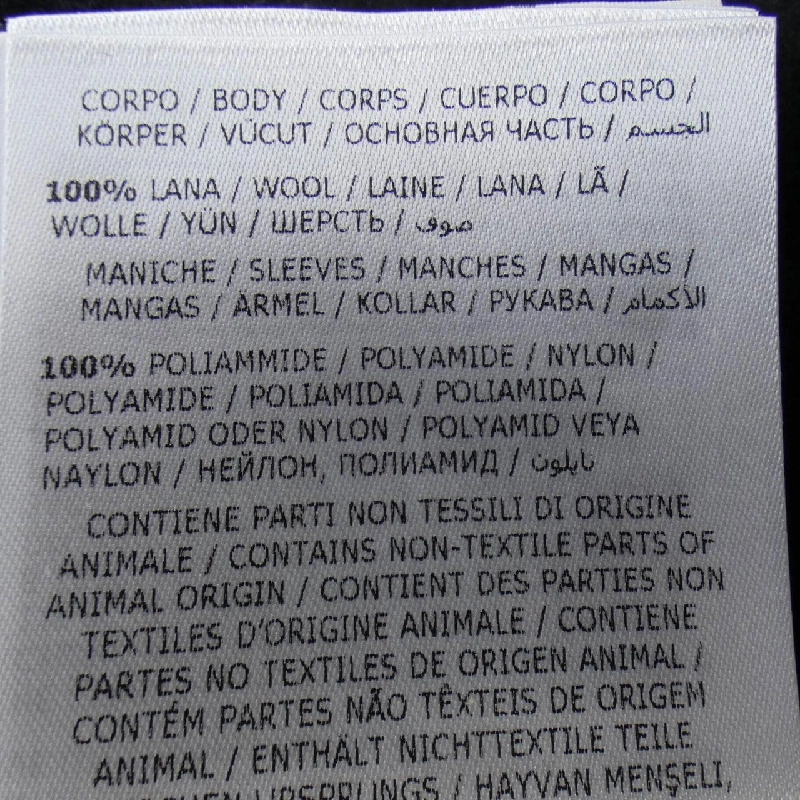 CORPO / BODY / CORPS / CUERPO / CORPO /
KÖRPER / VÜCUT / ОСНОВНАЯ ЧАСТЬ / الجسم
100% LANA / WOOL / LAINE / LANA / LÃ /
WOLLE / YÜN / ШЕРСТЬ / صوف
MANICHE / SLEEVES / MANCHES / MANGAS /
MANGAS / ÄRMEL / KOLLAR / РУКАВА / الأكمام
100% POLIAMMIDE / POLYAMIDE / NYLON /
POLYAMIDE / POLIAMIDA / POLIAMIDA /
POLYAMID ODER NYLON / POLYAMID VEYA
NAYLON / НЕЙЛОН, ПОЛИАМИД / نايلون
CONTIENE PARTI NON TESSILI DI ORIGINE
ANIMALE / CONTAINS NON-TEXTILE PARTS OF
ANIMAL ORIGIN / CONTIENT DES PARTIES NON
TEXTILES D'ORIGINE ANIMALE / CONTIENE
PARTES NO TEXTILES DE ORIGEN ANIMAL /
CONTÉM PARTES NÃO TÊXTEIS DE ORIGEM
ANIMAL / ENTHÄLT NICHTTEXTILE TEILE
URSPRUNGS / HAYVAN MENŞELİ,